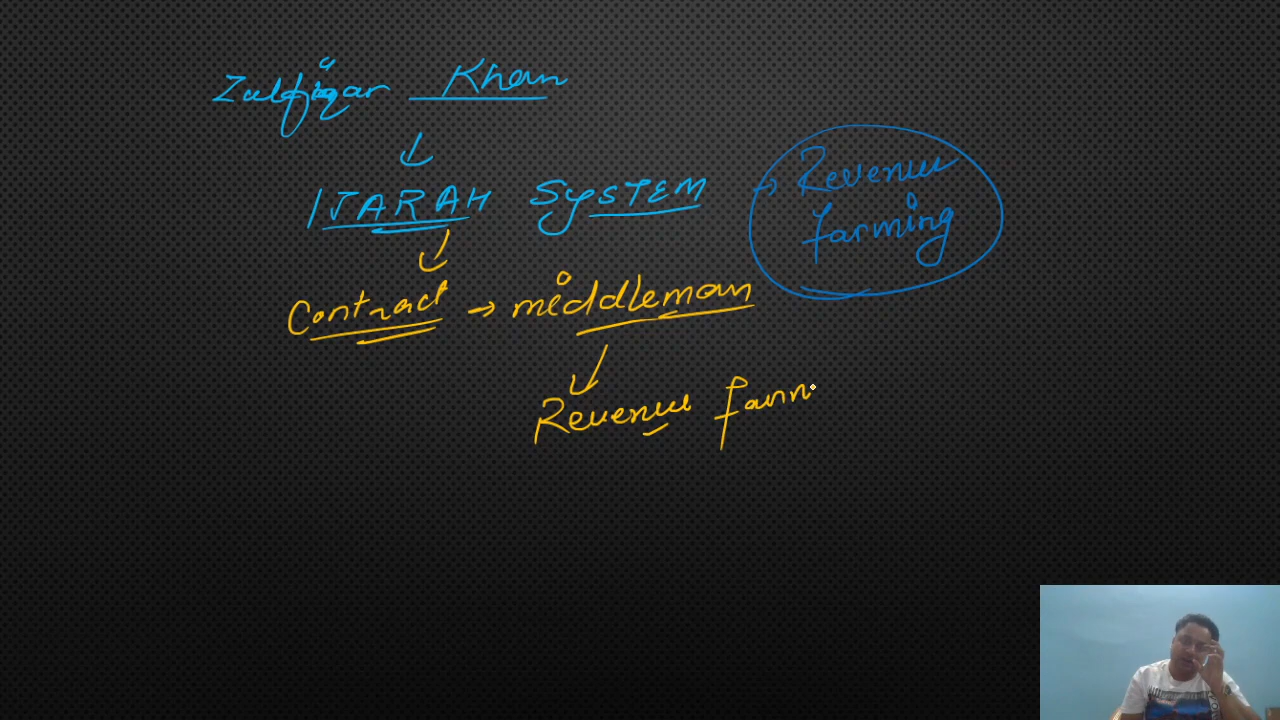 Zulfiqar Khan
IJARAH SYSTEM → Revenue
farming
Contract → middleman
Revenue farm